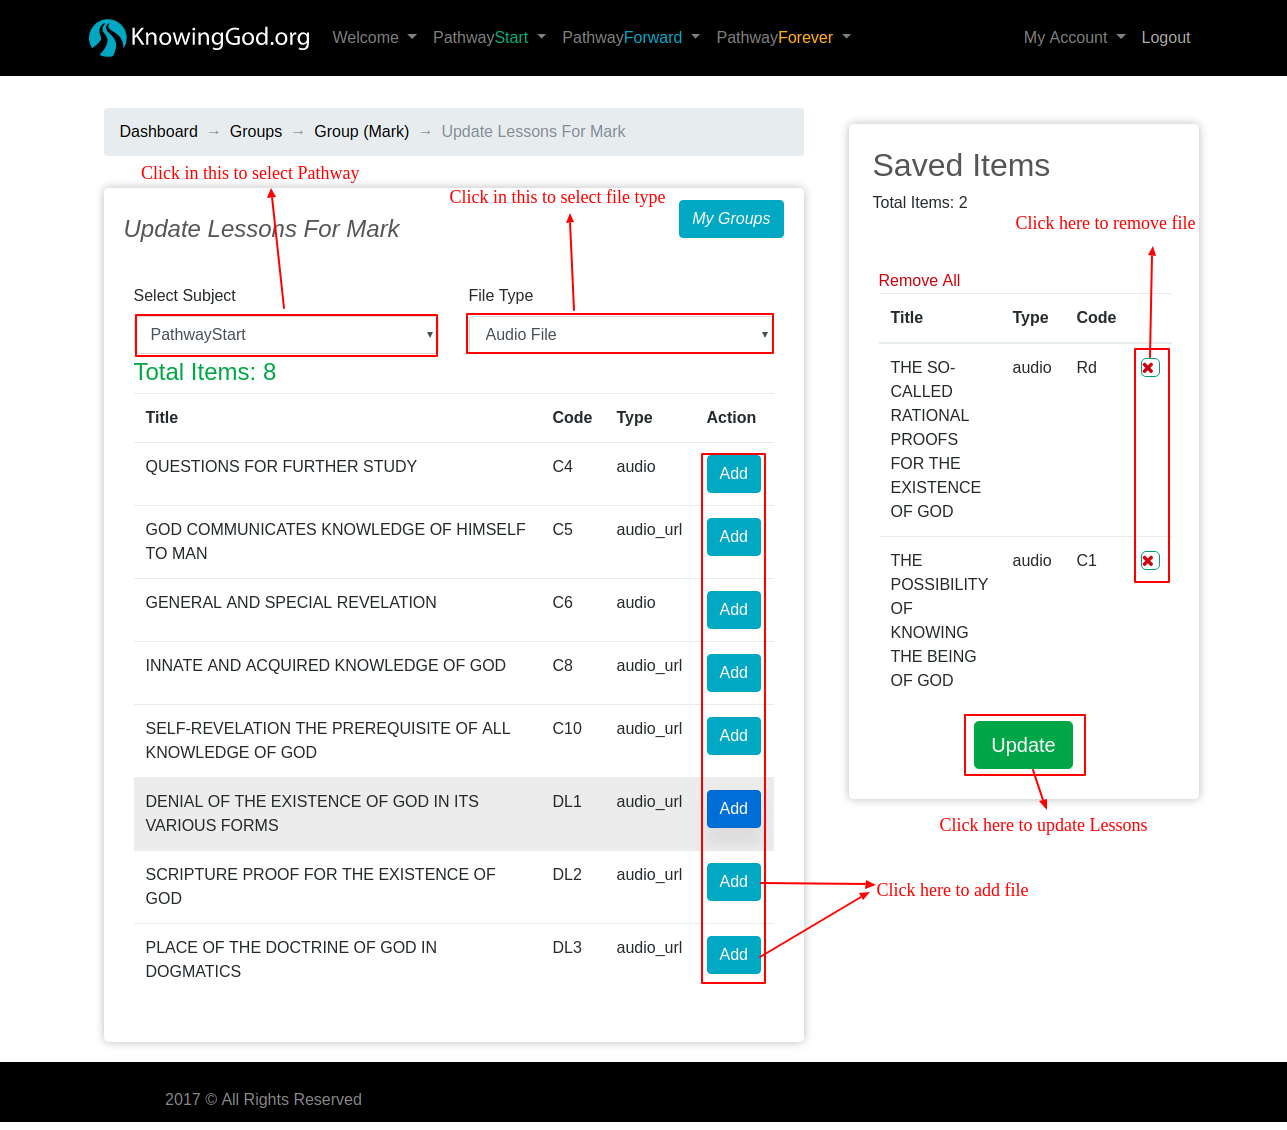 KnowingGod.org Welcome PathwayStart PathwayForward PathwayForever My Account Logout
Dashboard → Groups → Group (Mark) → Update Lessons For Mark
Click in this to select Pathway
Click in this to select file type
Update Lessons For Mark
My Groups
Select Subject
File Type
PathwayStart
Audio File
Total Items: 8
Title Code Type Action
QUESTIONS FOR FURTHER STUDY C4 audio Add
GOD COMMUNICATES KNOWLEDGE OF HIMSELF C5 audio_url Add
TO MAN
GENERAL AND SPECIAL REVELATION C6 audio Add
INNATE AND ACQUIRED KNOWLEDGE OF GOD C8 audio_url Add
SELF-REVELATION THE PREREQUISITE OF ALL C10 audio_url Add
KNOWLEDGE OF GOD
DENIAL OF THE EXISTENCE OF GOD IN ITS DL1 audio_url Add
VARIOUS FORMS
SCRIPTURE PROOF FOR THE EXISTENCE OF DL2 audio_url Add
GOD
PLACE OF THE DOCTRINE OF GOD IN DL3 audio_url Add
DOGMATICS
Saved Items
Total Items: 2
Click here to remove file
Remove All
Title Type Code
THE SO- audio Rd
CALLED
RATIONAL
PROOFS
FOR THE
EXISTENCE
OF GOD
THE audio C1
POSSIBILITY
OF
KNOWING
THE BEING
OF GOD
Update
Click here to update Lessons
Click here to add file
2017 © All Rights Reserved